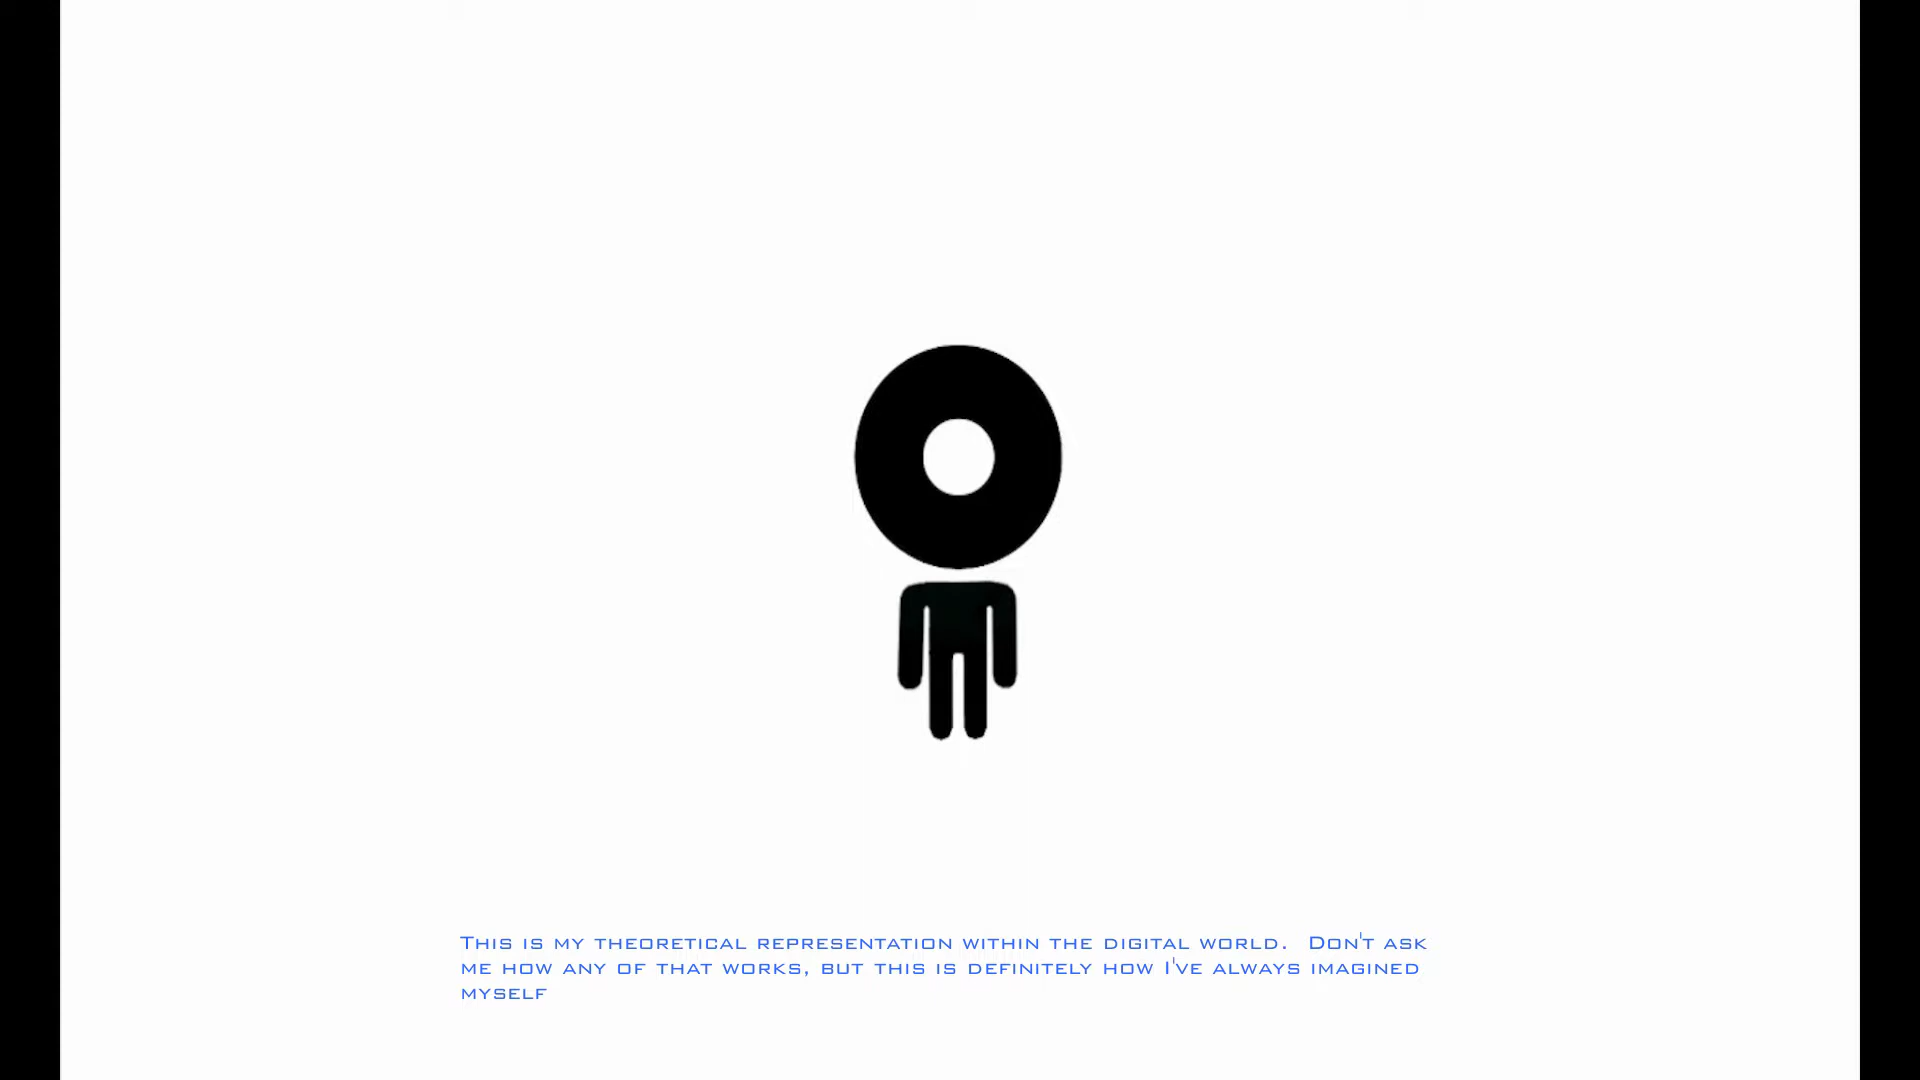 This is my theoretical representation within the digital world.  Don't ask
me how any of that works, but this is definitely how I've always imagined
myself